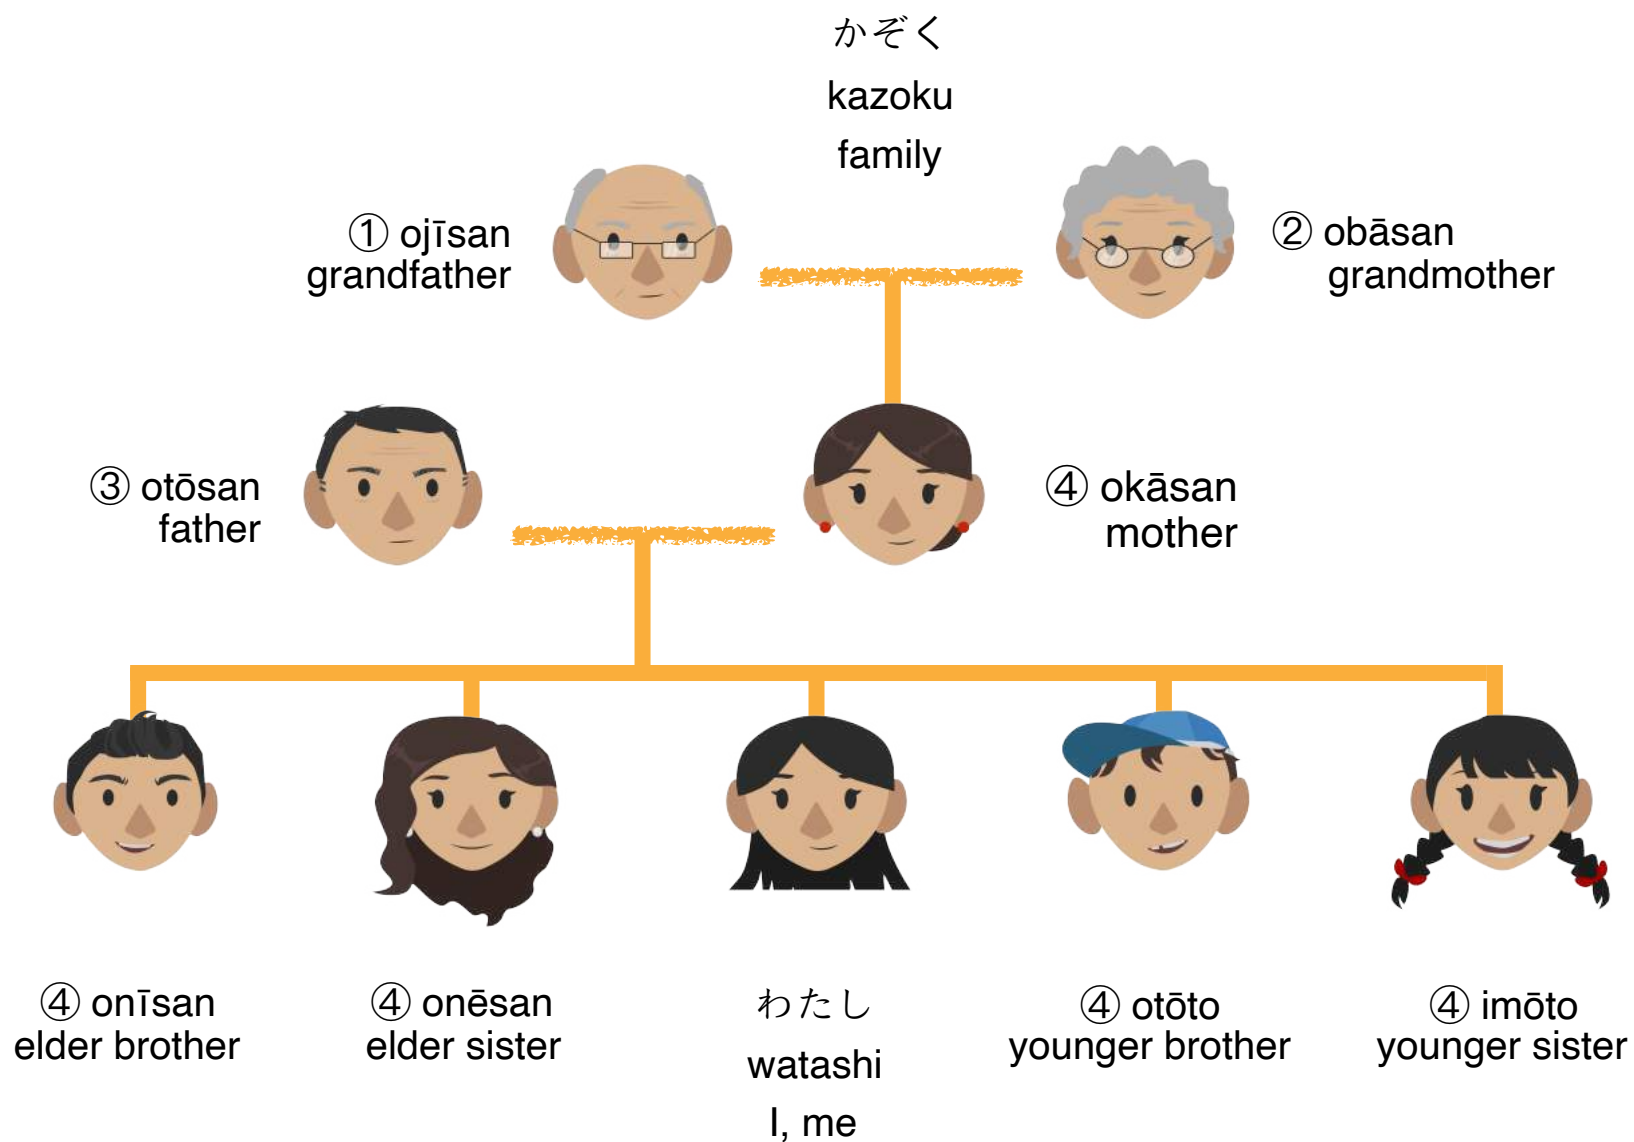 かぞく
kazoku
family
① ojīsan
grandfather
② obāsan
grandmother
③ otōsan
father
④ okāsan
mother
④ onīsan
elder brother
④ onēsan
elder sister
わたし
watashi
I, me
④ otōto
younger brother
④ imōto
younger sister